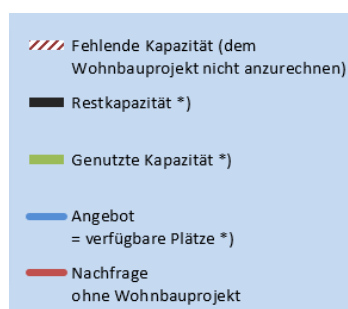 Fehlende Kapazität (dem
Wohnbauprojekt nicht anzurechnen)
Restkapazität *)
Genutzte Kapazität *)
Angebot
= verfügbare Plätze *)
Nachfrage
ohne Wohnbauprojekt